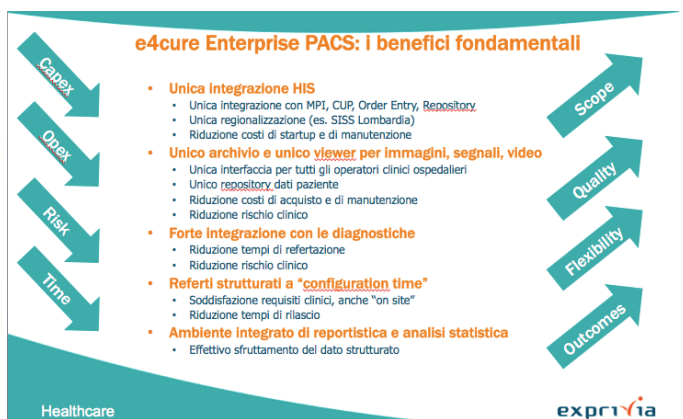 e4cure Enterprise PACS: i benefici fondamentali
Capex
Opex
Risk
Time
• Unica integrazione HIS
• Unica integrazione con MPI, CUP, Order Entry, Repository
• Unica regionalizzazione (es. SISS Lombardia)
• Riduzione costi di startup e di manutenzione
• Unico archivio e unico viewer per immagini, segnali, video
• Unica interfaccia per tutti gli operatori clinici ospedalieri
• Unico repository dati paziente
• Riduzione costi di acquisto e di manutenzione
• Riduzione rischio clinico
• Forte integrazione con le diagnostiche
• Riduzione tempi di refertazione
• Riduzione rischio clinico
• Referti strutturati a “configuration time”
• Soddisfazione requisiti clinici, anche “on site”
• Riduzione tempi di rilascio
• Ambiente integrato di reportistica e analisi statistica
• Effettivo sfruttamento del dato strutturato
Scope
Quality
Flexibility
Outcomes
Healthcare
exprivia